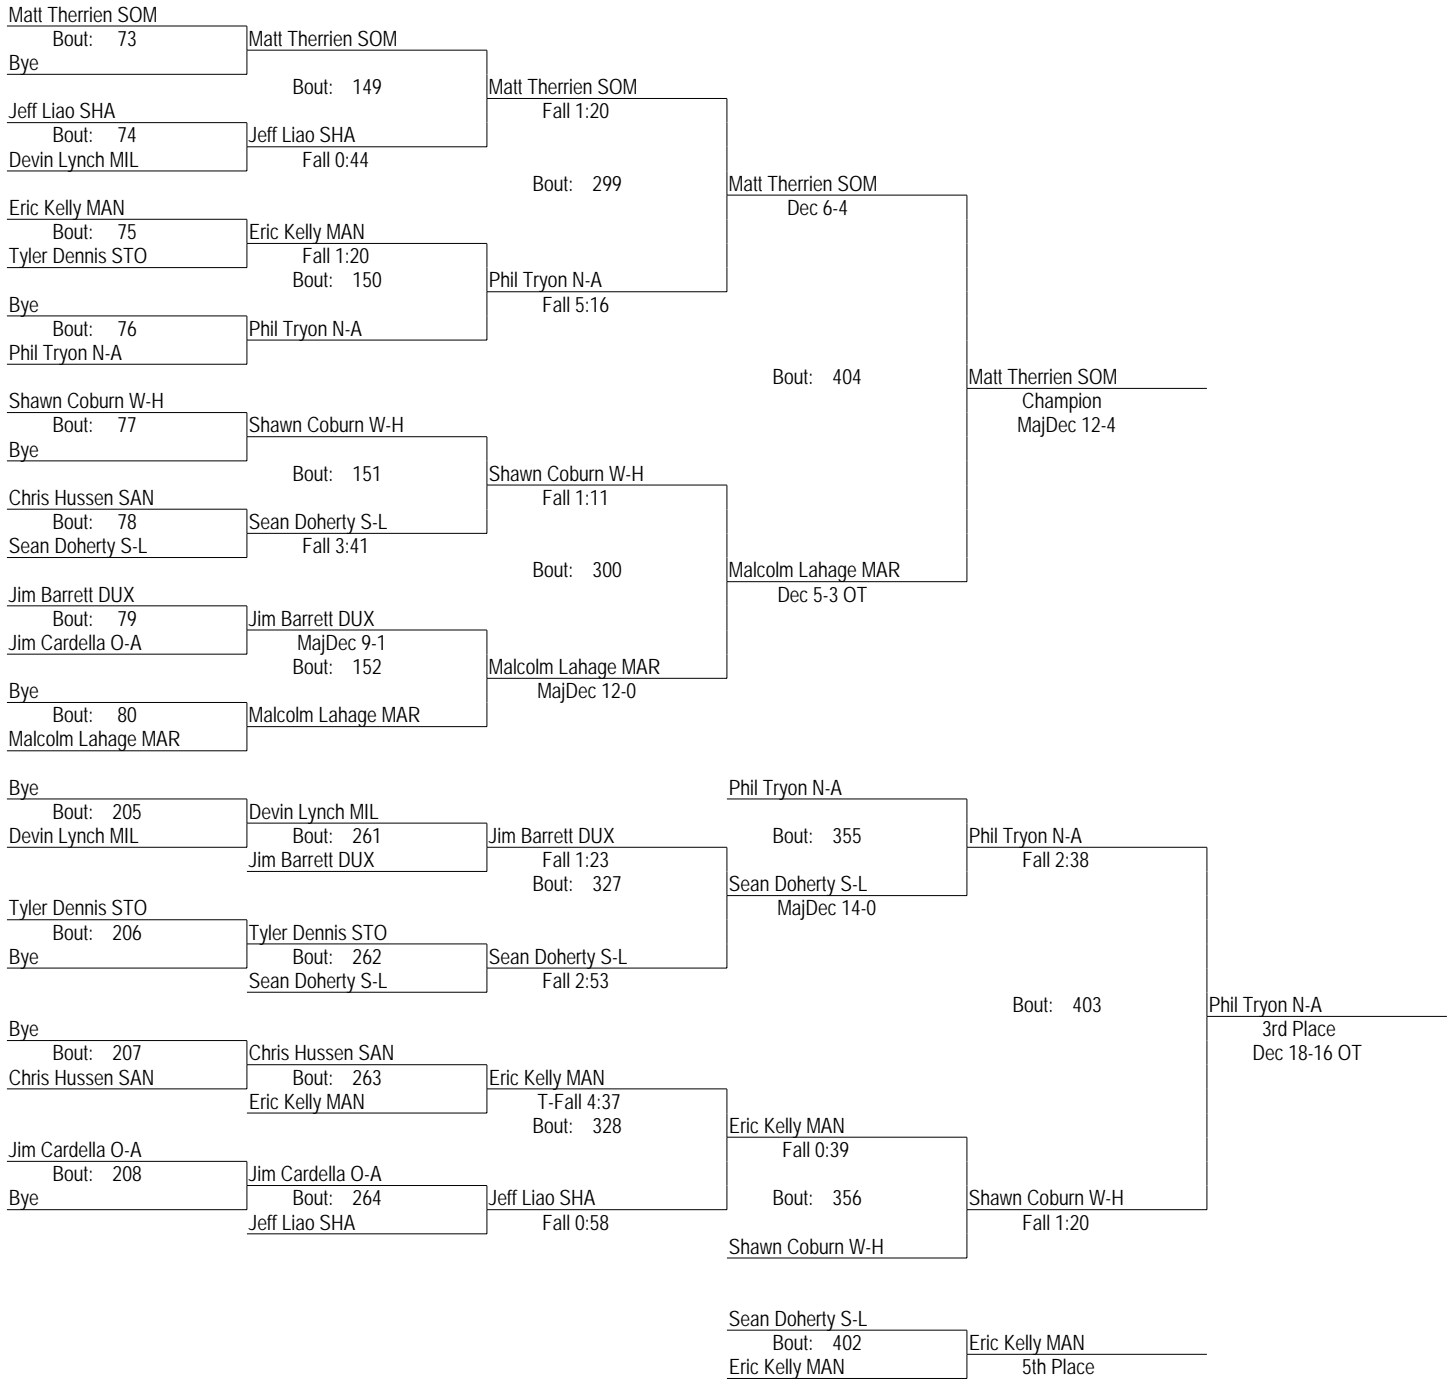 Matt Therrien SOM
Bout: 73
Matt Therrien SOM
Bye
Bout: 149
Matt Therrien SOM
Jeff Liao SHA
Fall 1:20
Bout: 74
Jeff Liao SHA
Devin Lynch MIL
Fall 0:44
Bout: 299
Matt Therrien SOM
Eric Kelly MAN
Dec 6-4
Bout: 75
Eric Kelly MAN
Tyler Dennis STO
Fall 1:20
Bout: 150
Phil Tryon N-A
Bye
Fall 5:16
Bout: 76
Phil Tryon N-A
Phil Tryon N-A
Bout: 404
Matt Therrien SOM
Shawn Coburn W-H
Champion
Bout: 77
Shawn Coburn W-H
MajDec 12-4
Bye
Bout: 151
Shawn Coburn W-H
Chris Hussen SAN
Fall 1:11
Bout: 78
Sean Doherty S-L
Sean Doherty S-L
Fall 3:41
Bout: 300
Malcolm Lahage MAR
Jim Barrett DUX
Dec 5-3 OT
Bout: 79
Jim Barrett DUX
Jim Cardella O-A
MajDec 9-1
Bout: 152
Malcolm Lahage MAR
Bye
MajDec 12-0
Bout: 80
Malcolm Lahage MAR
Malcolm Lahage MAR
Bye
Phil Tryon N-A
Bout: 205
Devin Lynch MIL
Devin Lynch MIL
Bout: 261
Jim Barrett DUX
Bout: 355
Phil Tryon N-A
Jim Barrett DUX
Fall 1:23
Fall 2:38
Bout: 327
Sean Doherty S-L
Tyler Dennis STO
MajDec 14-0
Bout: 206
Tyler Dennis STO
Bye
Bout: 262
Sean Doherty S-L
Sean Doherty S-L
Fall 2:53
Bout: 403
Phil Tryon N-A
Bye
3rd Place
Bout: 207
Chris Hussen SAN
Dec 18-16 OT
Chris Hussen SAN
Bout: 263
Eric Kelly MAN
Eric Kelly MAN
T-Fall 4:37
Bout: 328
Eric Kelly MAN
Jim Cardella O-A
Fall 0:39
Bout: 208
Jim Cardella O-A
Bye
Bout: 264
Jeff Liao SHA
Bout: 356
Shawn Coburn W-H
Jeff Liao SHA
Fall 0:58
Fall 1:20
Shawn Coburn W-H
Sean Doherty S-L
Bout: 402
Eric Kelly MAN
Eric Kelly MAN
5th Place